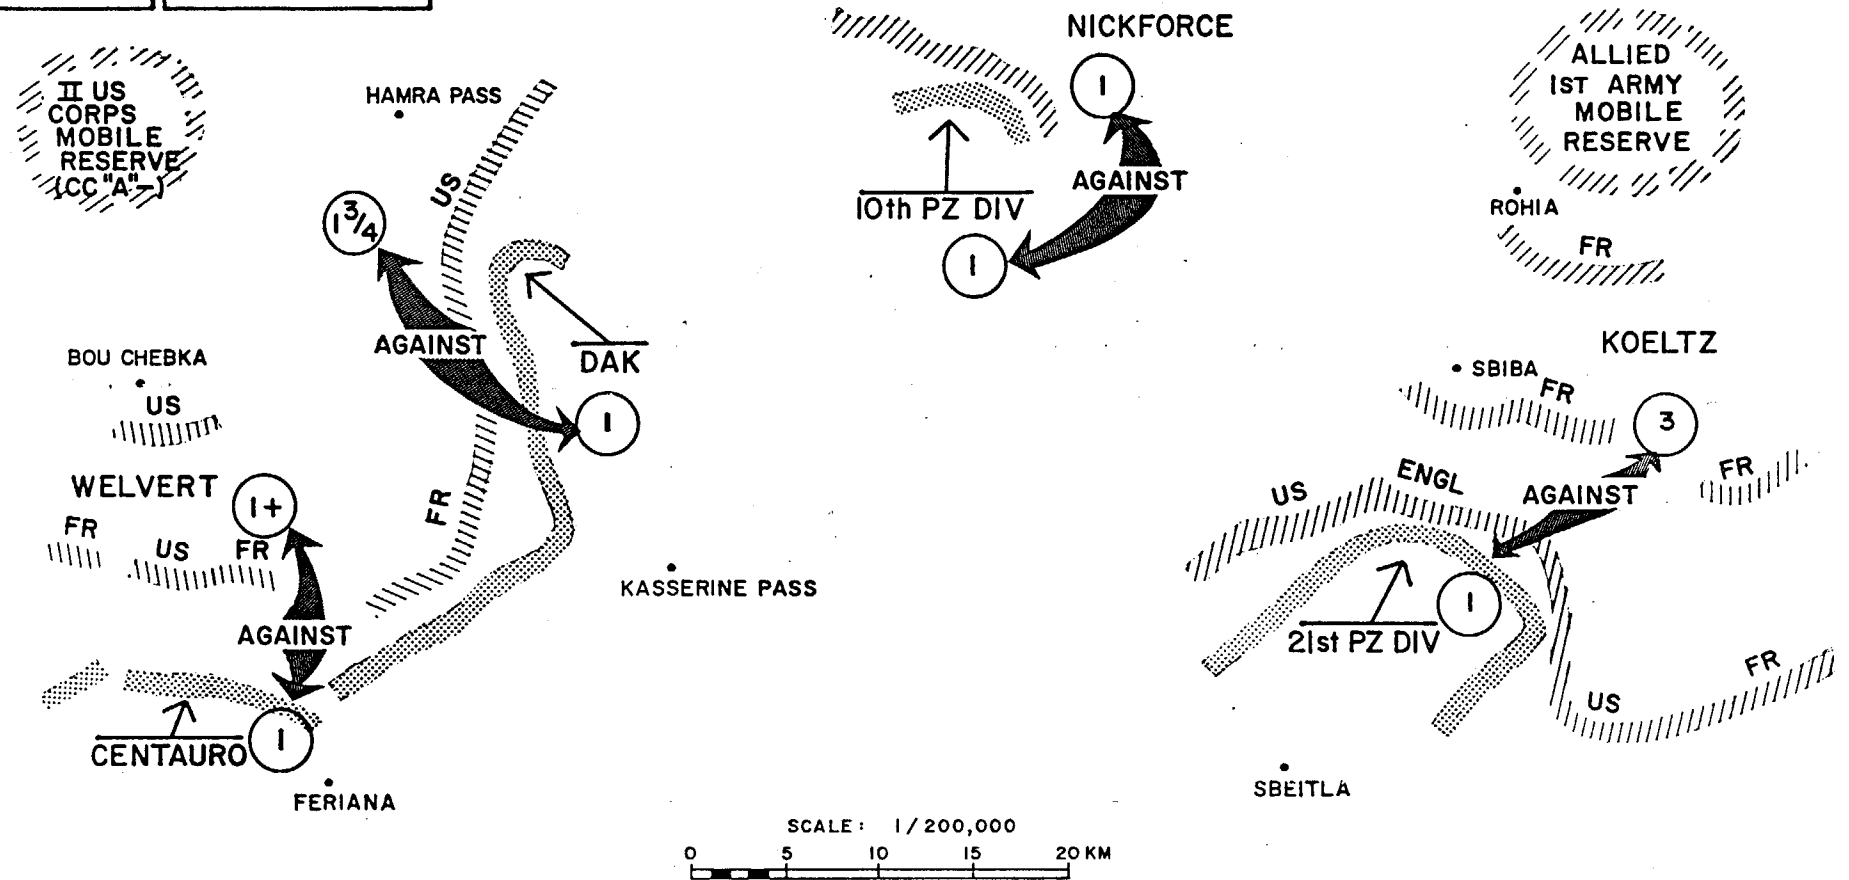 NICKFORCE
1
AGAINST
10th PZ DIV
1
II US
CORPS
MOBILE
RESERVE
(CC "A"-)
HAMRA PASS
US
1 3/4
AGAINST
DAK
1
BOU CHEBKA
US
WELVERT
1+
FR
US
FR
FR
AGAINST
CENTAURO
1
FERIANA
KASSERINE PASS
ALLIED
1ST ARMY
MOBILE
RESERVE
ROHIA
FR
KOELTZ
SBIBA
FR
3
FR
US
ENGL
AGAINST
1
21st PZ DIV
FR
US
SBEITLA
SCALE: 1/200,000
0 5 10 15 20 KM